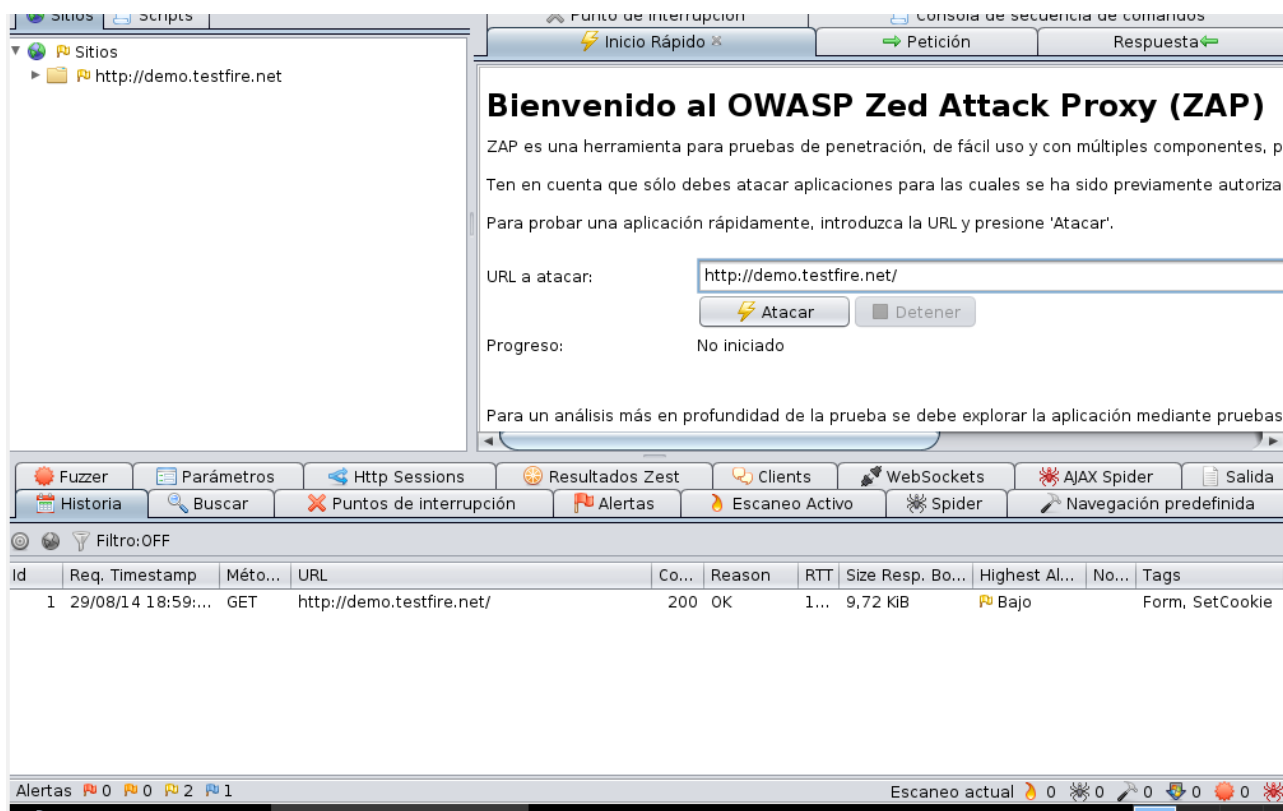 Sitios Scripts Punto de interrupción Consola de secuencia de comandos
Inicio Rápido Petición Respuesta
Sitios
http://demo.testfire.net
Bienvenido al OWASP Zed Attack Proxy (ZAP)
ZAP es una herramienta para pruebas de penetración, de fácil uso y con múltiples componentes, p
Ten en cuenta que sólo debes atacar aplicaciones para las cuales se ha sido previamente autoriza
Para probar una aplicación rápidamente, introduzca la URL y presione 'Atacar'.
URL a atacar: http://demo.testfire.net/
Atacar Detener
Progreso: No iniciado
Para un análisis más en profundidad de la prueba se debe explorar la aplicación mediante pruebas
Fuzzer Parámetros Http Sessions Resultados Zest Clients WebSockets AJAX Spider Salida
Historia Buscar Puntos de interrupción Alertas Escaneo Activo Spider Navegación predefinida
Filtro:OFF
Id Req. Timestamp Méto... URL Co... Reason RTT Size Resp. Bo... Highest Al... No... Tags
1 29/08/14 18:59:... GET http://demo.testfire.net/ 200 OK 1... 9,72 KiB Bajo Form, SetCookie
Alertas 0 0 2 1 Escaneo actual 0 0 0 0 0